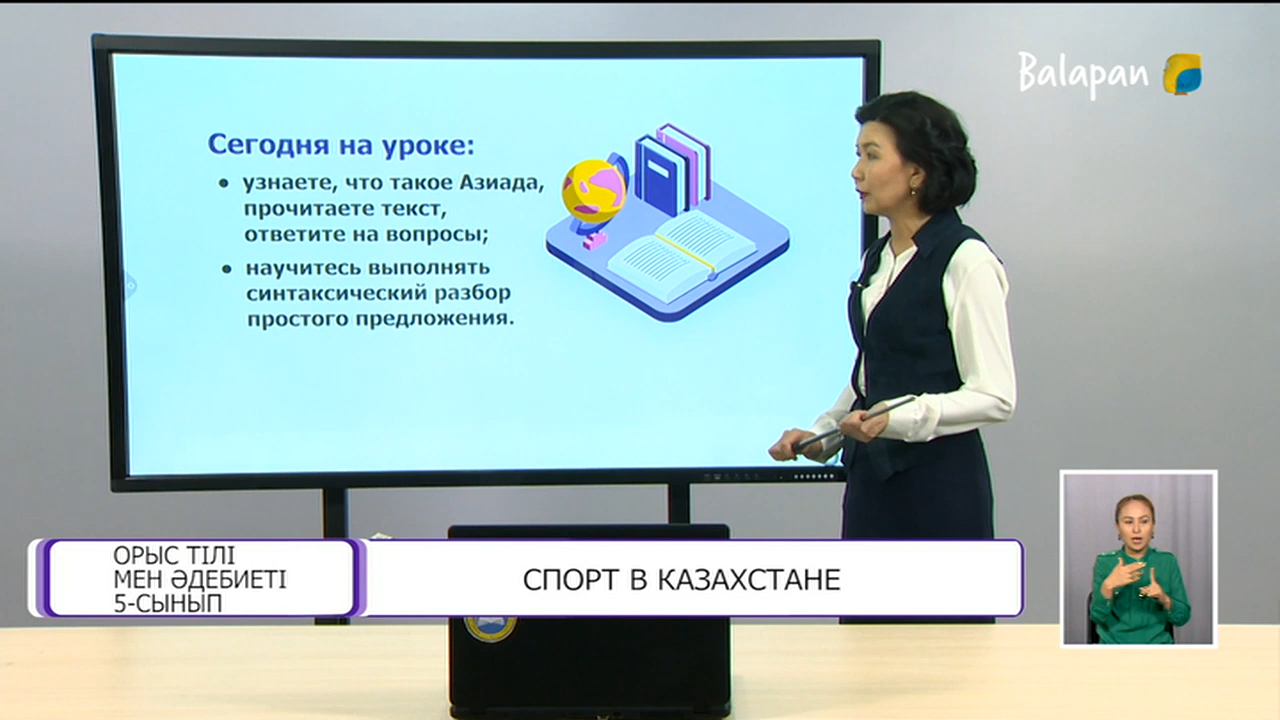 Balapan
Сегодня на уроке:
• узнаете, что такое Азиада,
прочитаете текст,
ответите на вопросы;
• научитесь выполнять
синтаксический разбор
простого предложения.
ОРЫС ТІЛІ
МЕН ӘДЕБИЕТІ
5-СЫНЫП
СПОРТ В КАЗАХСТАНЕ